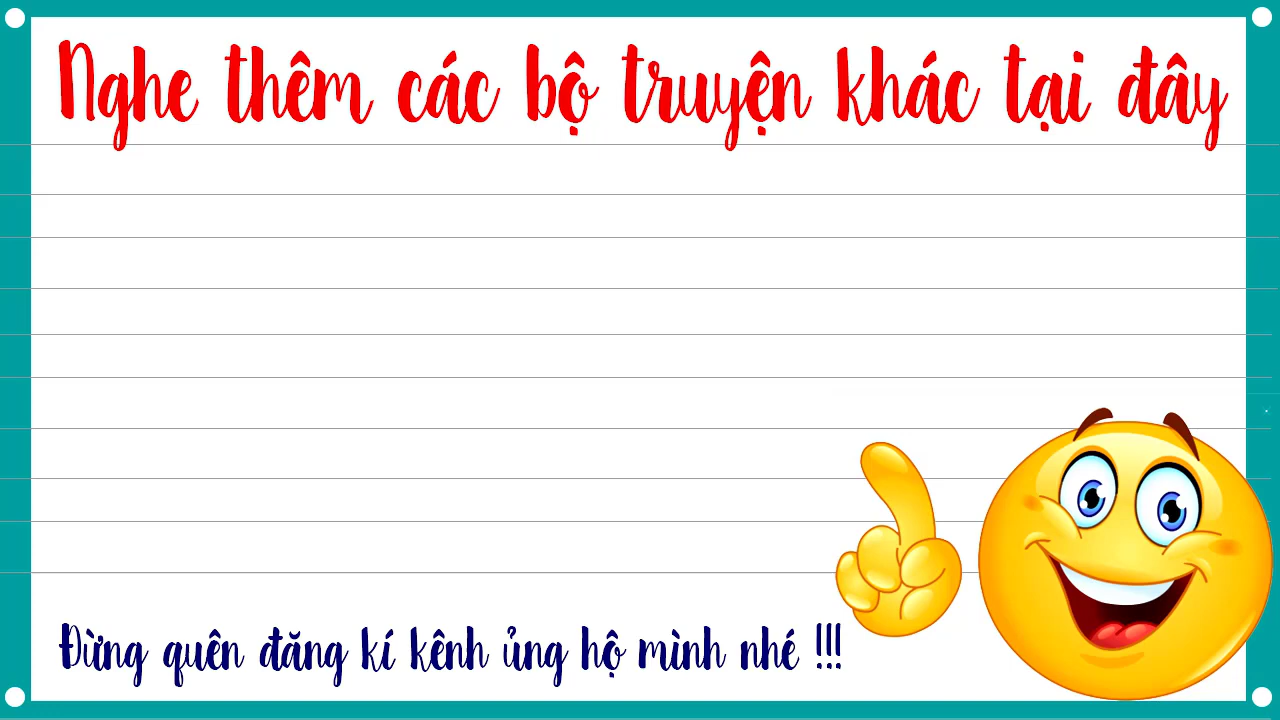 Nghe thêm các bộ truyện khác tại đây
Đừng quên đăng kí kênh ủng hộ mình nhé !!!